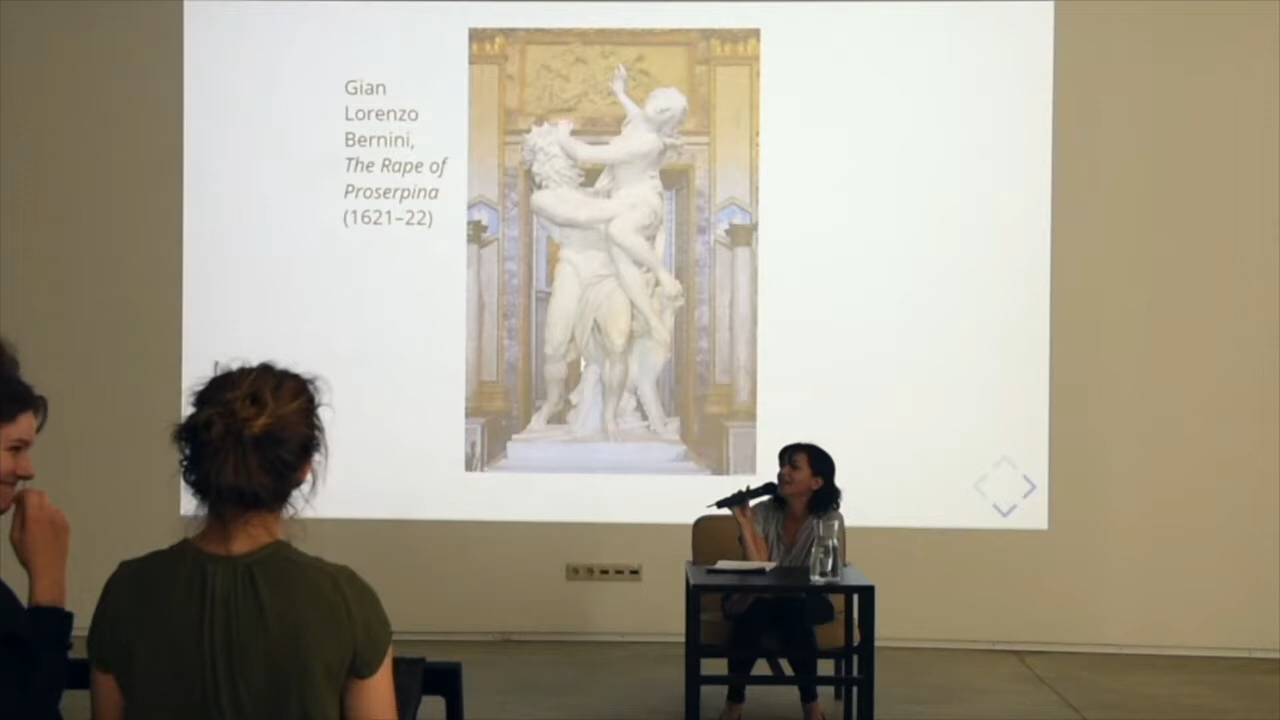 Gian
Lorenzo
Bernini,
The Rape of
Proserpina
(1621–22)